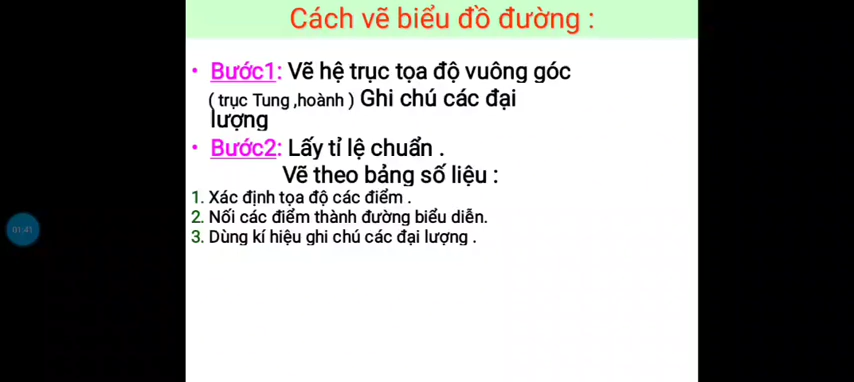 Cách vẽ biểu đồ đường :
• Bước1: Vẽ hệ trục tọa độ vuông góc
( trục Tung ,hoành ) Ghi chú các đại
lượng
• Bước2: Lấy tỉ lệ chuẩn .
Vẽ theo bảng số liệu :
1. Xác định tọa độ các điểm .
2. Nối các điểm thành đường biểu diễn.
01:41
3. Dùng kí hiệu ghi chú các đại lượng .